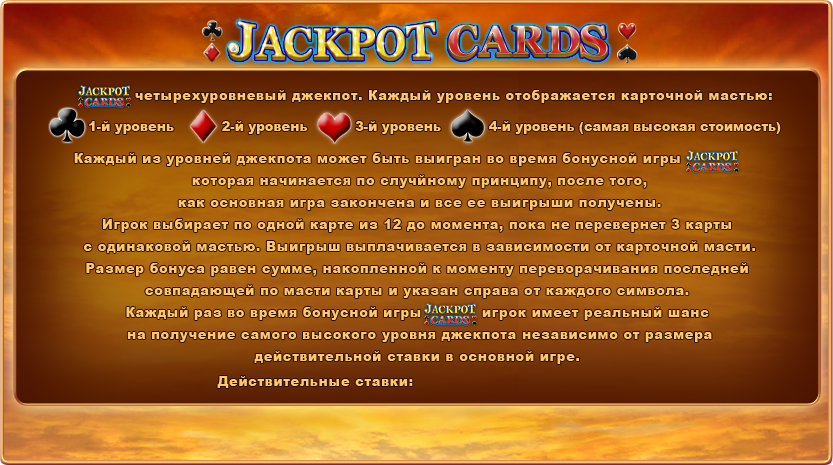 JACKPOT CARDS
JACKPOT CARDS четырехуровневый джекпот. Каждый уровень отображается карточной мастью:
1-й уровень 2-й уровень 3-й уровень 4-й уровень (самая высокая стоимость)
Каждый из уровней джекпота может быть выигран во время бонусной игры JACKPOT CARDS
которая начинается по случйному принципу, после того,
как основная игра закончена и все ее выигрыши получены.
Игрок выбирает по одной карте из 12 до момента, пока не перевернет 3 карты
с одинаковой мастью. Выигрыш выплачивается в зависимости от карточной масти.
Размер бонуса равен сумме, накопленной к моменту переворачивания последней
совпадающей по масти карты и указан справа от каждого символа.
Каждый раз во время бонусной игры JACKPOT CARDS игрок имеет реальный шанс
на получение самого высокого уровня джекпота независимо от размера
действительной ставки в основной игре.
Действительные ставки: